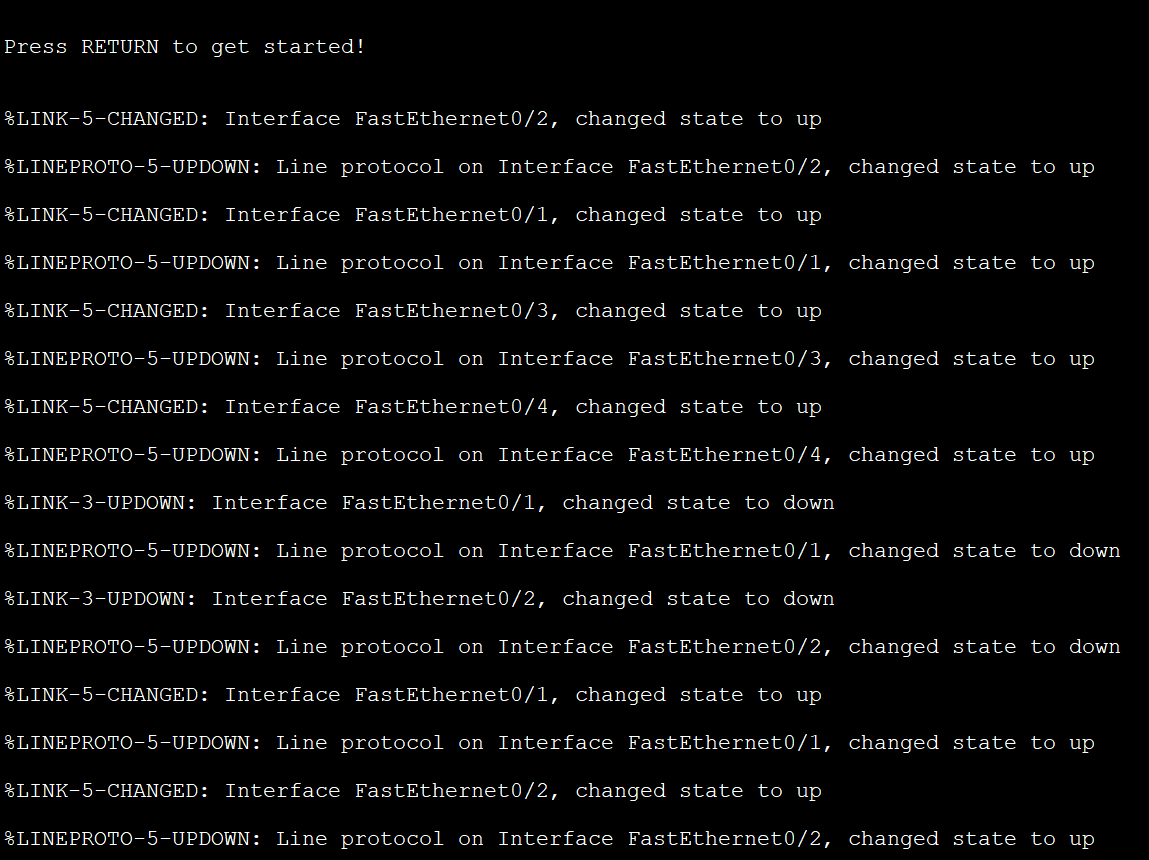 Press RETURN to get started!
%LINK-5-CHANGED: Interface FastEthernet0/2, changed state to up
%LINEPROTO-5-UPDOWN: Line protocol on Interface FastEthernet0/2, changed state to up
%LINK-5-CHANGED: Interface FastEthernet0/1, changed state to up
%LINEPROTO-5-UPDOWN: Line protocol on Interface FastEthernet0/1, changed state to up
%LINK-5-CHANGED: Interface FastEthernet0/3, changed state to up
%LINEPROTO-5-UPDOWN: Line protocol on Interface FastEthernet0/3, changed state to up
%LINK-5-CHANGED: Interface FastEthernet0/4, changed state to up
%LINEPROTO-5-UPDOWN: Line protocol on Interface FastEthernet0/4, changed state to up
%LINK-3-UPDOWN: Interface FastEthernet0/1, changed state to down
%LINEPROTO-5-UPDOWN: Line protocol on Interface FastEthernet0/1, changed state to down
%LINK-3-UPDOWN: Interface FastEthernet0/2, changed state to down
%LINEPROTO-5-UPDOWN: Line protocol on Interface FastEthernet0/2, changed state to down
%LINK-5-CHANGED: Interface FastEthernet0/1, changed state to up
%LINEPROTO-5-UPDOWN: Line protocol on Interface FastEthernet0/1, changed state to up
%LINK-5-CHANGED: Interface FastEthernet0/2, changed state to up
%LINEPROTO-5-UPDOWN: Line protocol on Interface FastEthernet0/2, changed state to up